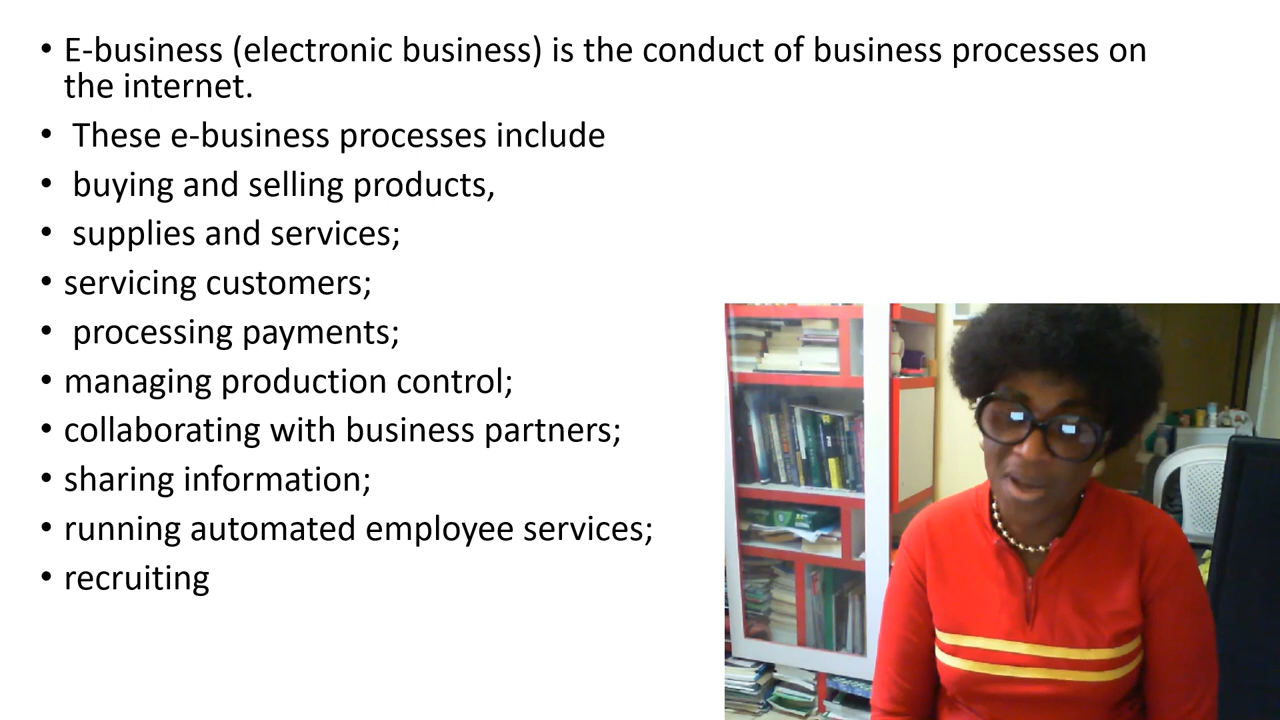 • E-business (electronic business) is the conduct of business processes on
the internet.
• These e-business processes include
• buying and selling products,
• supplies and services;
• servicing customers;
• processing payments;
• managing production control;
• collaborating with business partners;
• sharing information;
• running automated employee services;
• recruiting